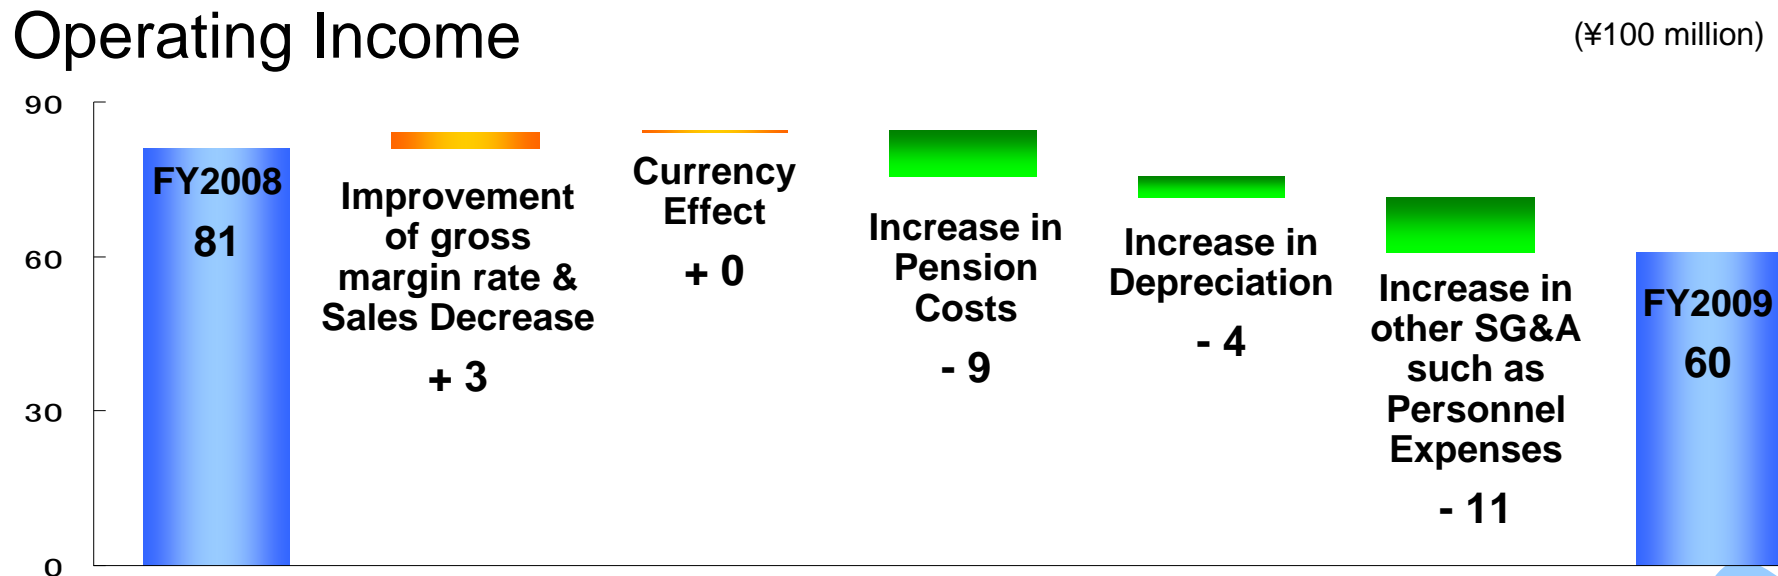 Operating Income
(¥100 million)
90
60
30
0
FY2008
81
Improvement
of gross
margin rate &
Sales Decrease
+ 3
Currency
Effect
+ 0
Increase in
Pension
Costs
- 9
Increase in
Depreciation
- 4
Increase in
other SG&A
such as
Personnel
Expenses
- 11
FY2009
60